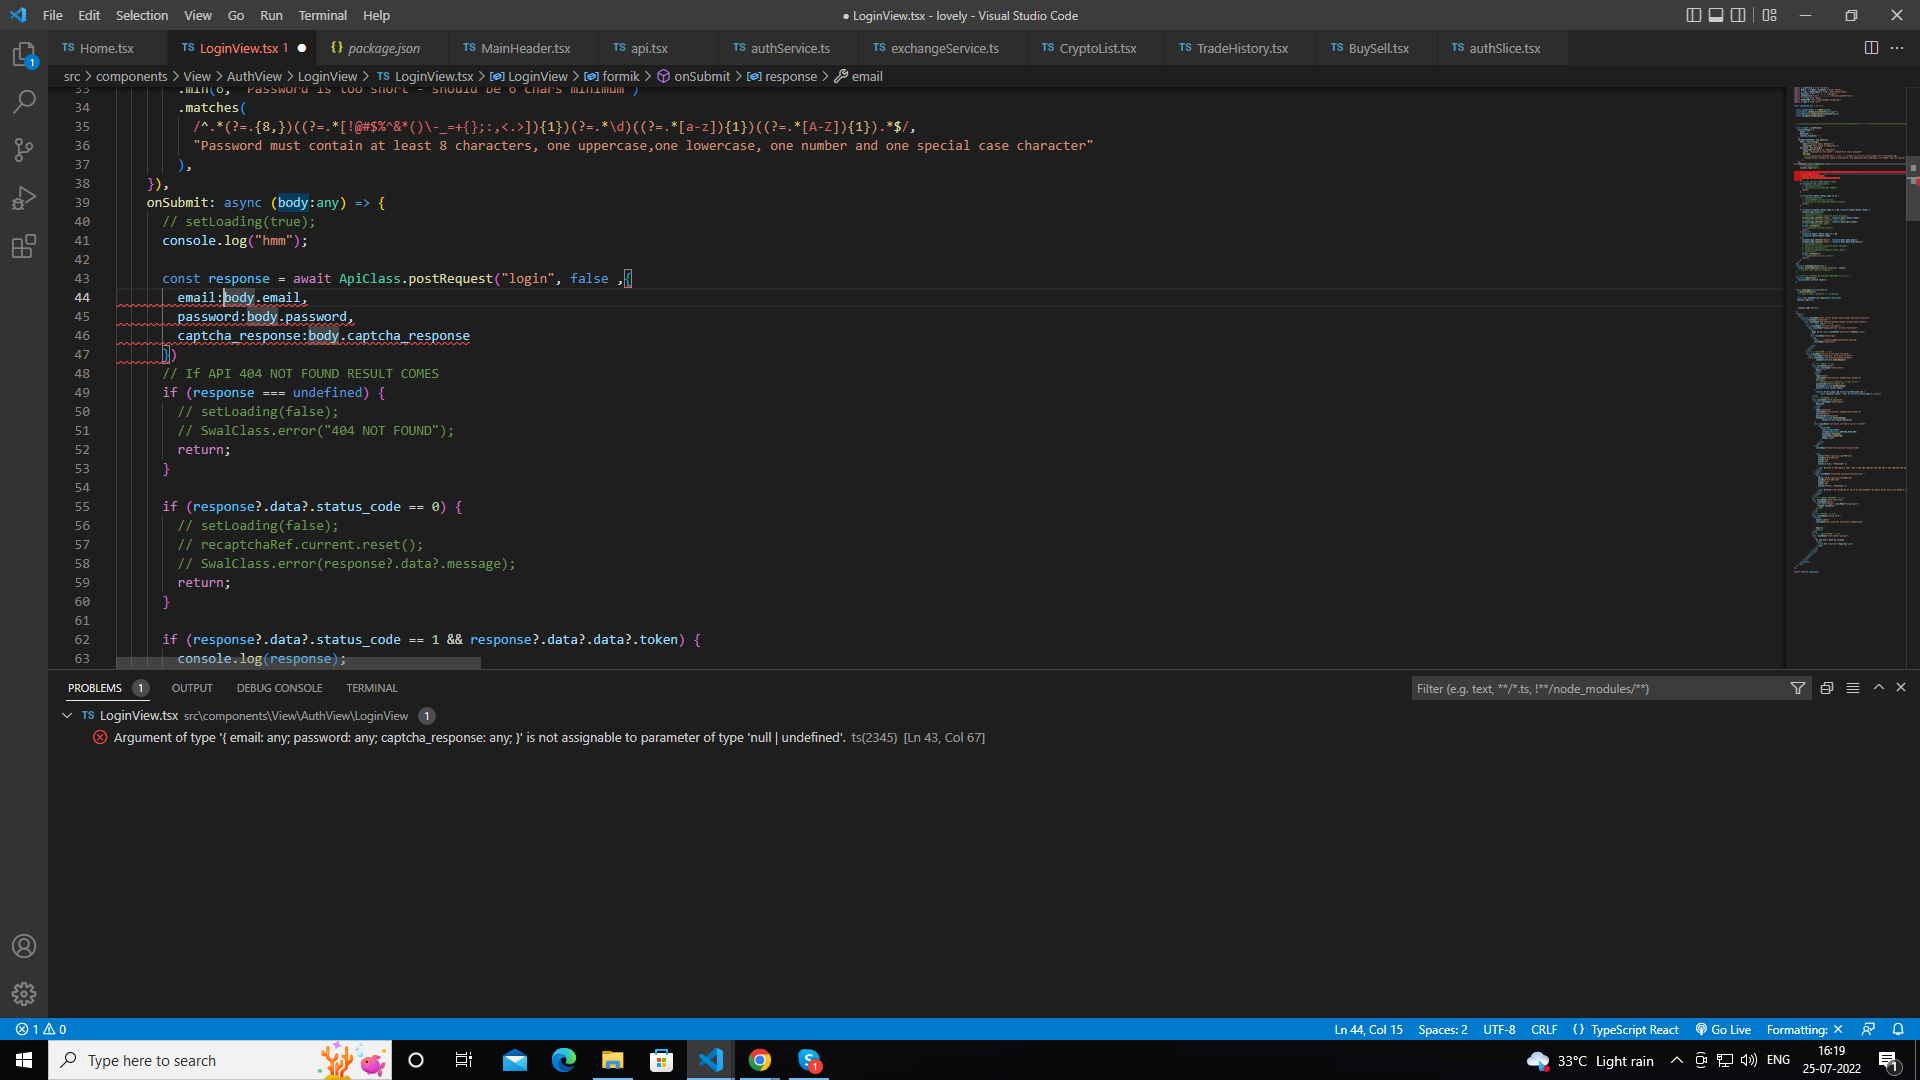 File Edit Selection View Go Run Terminal Help
● LoginView.tsx - lovely - Visual Studio Code
TS Home.tsx TS LoginView.tsx 1 ● {} package.json TS MainHeader.tsx TS api.tsx TS authService.ts TS exchangeService.ts TS CryptoList.tsx TS TradeHistory.tsx TS BuySell.tsx TS authSlice.tsx
1
src > components > View > AuthView > LoginView > TS LoginView.tsx > LoginView > formik > onSubmit > response > email
33 .min(6, "Password is too short - should be 6 chars minimum")
34 .matches(
35 /^.*(?=.{8,})((?=.*[!@#$%^&*()\-_=+{};:,<.>]){1})(?=.*\d)((?=.*[a-z]){1})((?=.*[A-Z]){1}).*$/,
36 "Password must contain at least 8 characters, one uppercase,one lowercase, one number and one special case character"
37 ),
38 }),
39 onSubmit: async (body:any) => {
40 // setLoading(true);
41 console.log("hmm");
42
43 const response = await ApiClass.postRequest("login", false ,{
44 email:body.email,
45 password:body.password,
46 captcha_response:body.captcha_response
47 })
48 // If API 404 NOT FOUND RESULT COMES
49 if (response === undefined) {
50 // setLoading(false);
51 // SwalClass.error("404 NOT FOUND");
52 return;
53 }
54
55 if (response?.data?.status_code == 0) {
56 // setLoading(false);
57 // recaptchaRef.current.reset();
58 // SwalClass.error(response?.data?.message);
59 return;
60 }
61
62 if (response?.data?.status_code == 1 && response?.data?.data?.token) {
63 console.log(response);
PROBLEMS 1 OUTPUT DEBUG CONSOLE TERMINAL
Filter (e.g. text, **/*.ts, !**/node_modules/**)
TS LoginView.tsx src\components\View\AuthView\LoginView 1
Argument of type '{ email: any; password: any; captcha_response: any; }' is not assignable to parameter of type 'null | undefined'. ts(2345) [Ln 43, Col 67]
1 0
Ln 44, Col 15 Spaces: 2 UTF-8 CRLF {} TypeScript React Go Live Formatting: ✕
Type here to search
1
33°C Light rain
ENG
16:19
25-07-2022
1